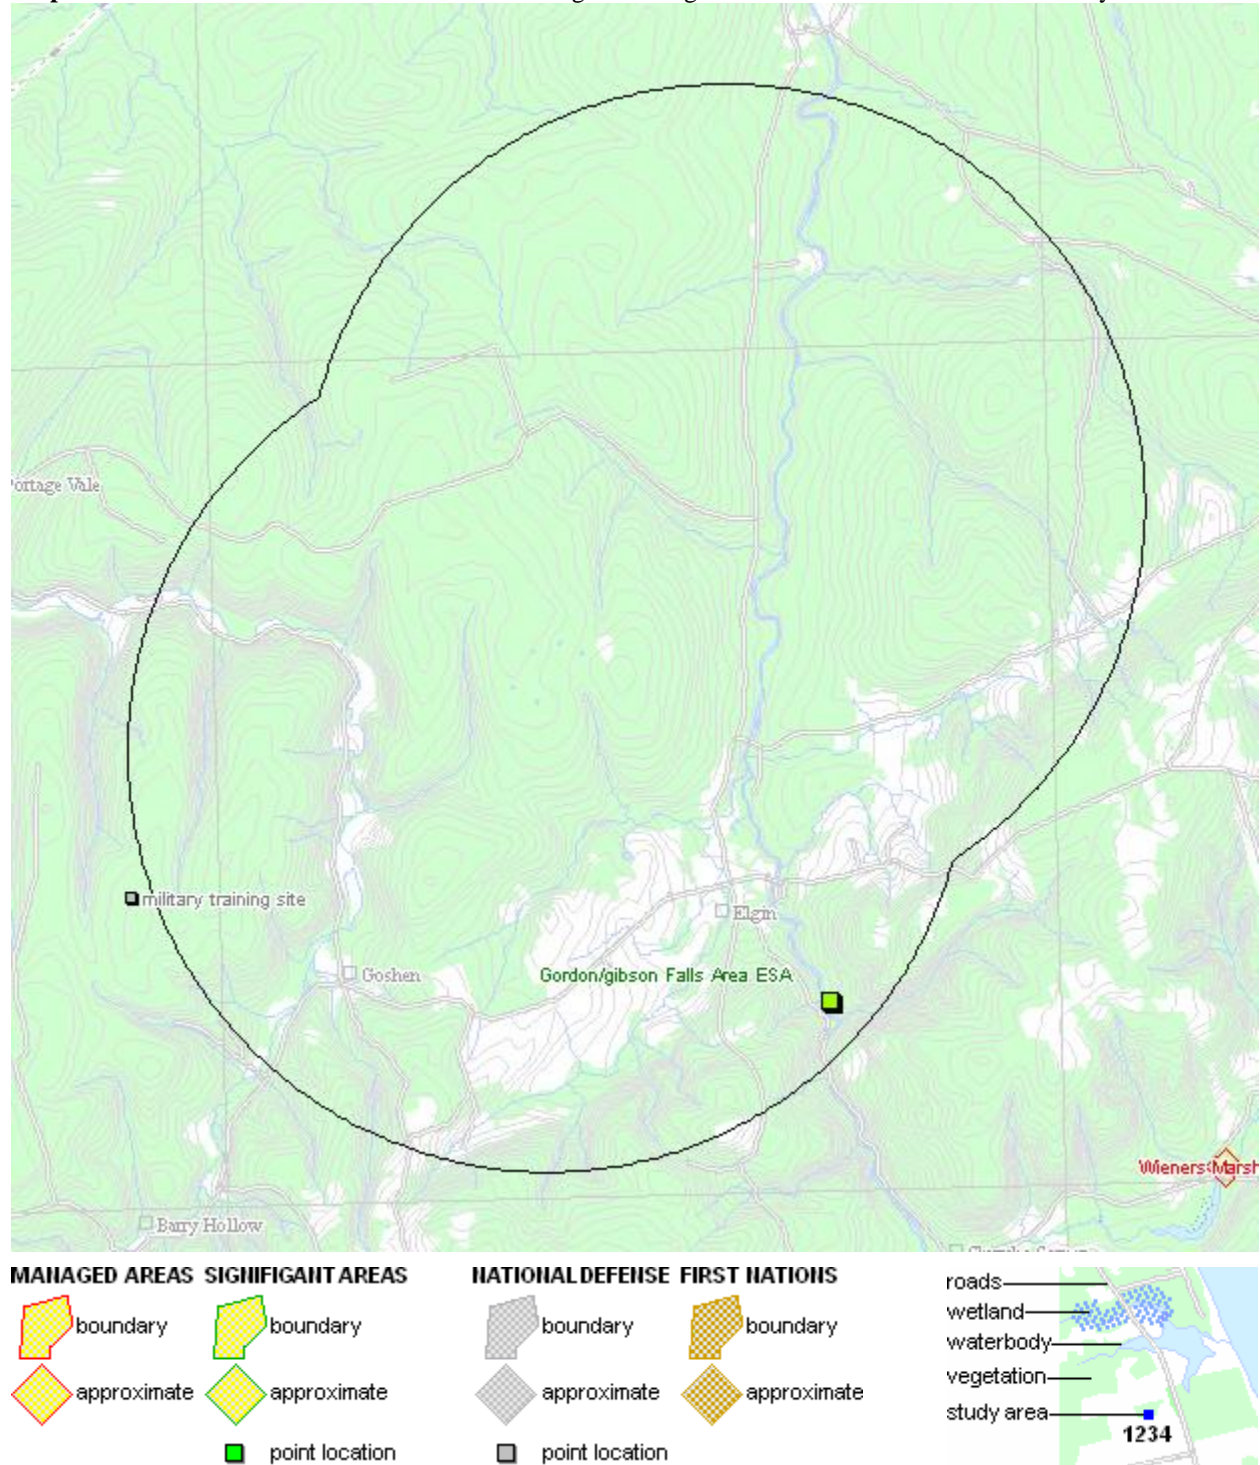 Portage Vale
military training site
Elgin
Goshen
Gordon/gibson Falls Area ESA
Wieners Marsh
Barry Hollow
MANAGED AREAS SIGNIFIGANT AREAS NATIONAL DEFENSE FIRST NATIONS
boundary boundary boundary boundary
approximate approximate approximate approximate
point location point location
roads
wetland
waterbody
vegetation
study area
1234